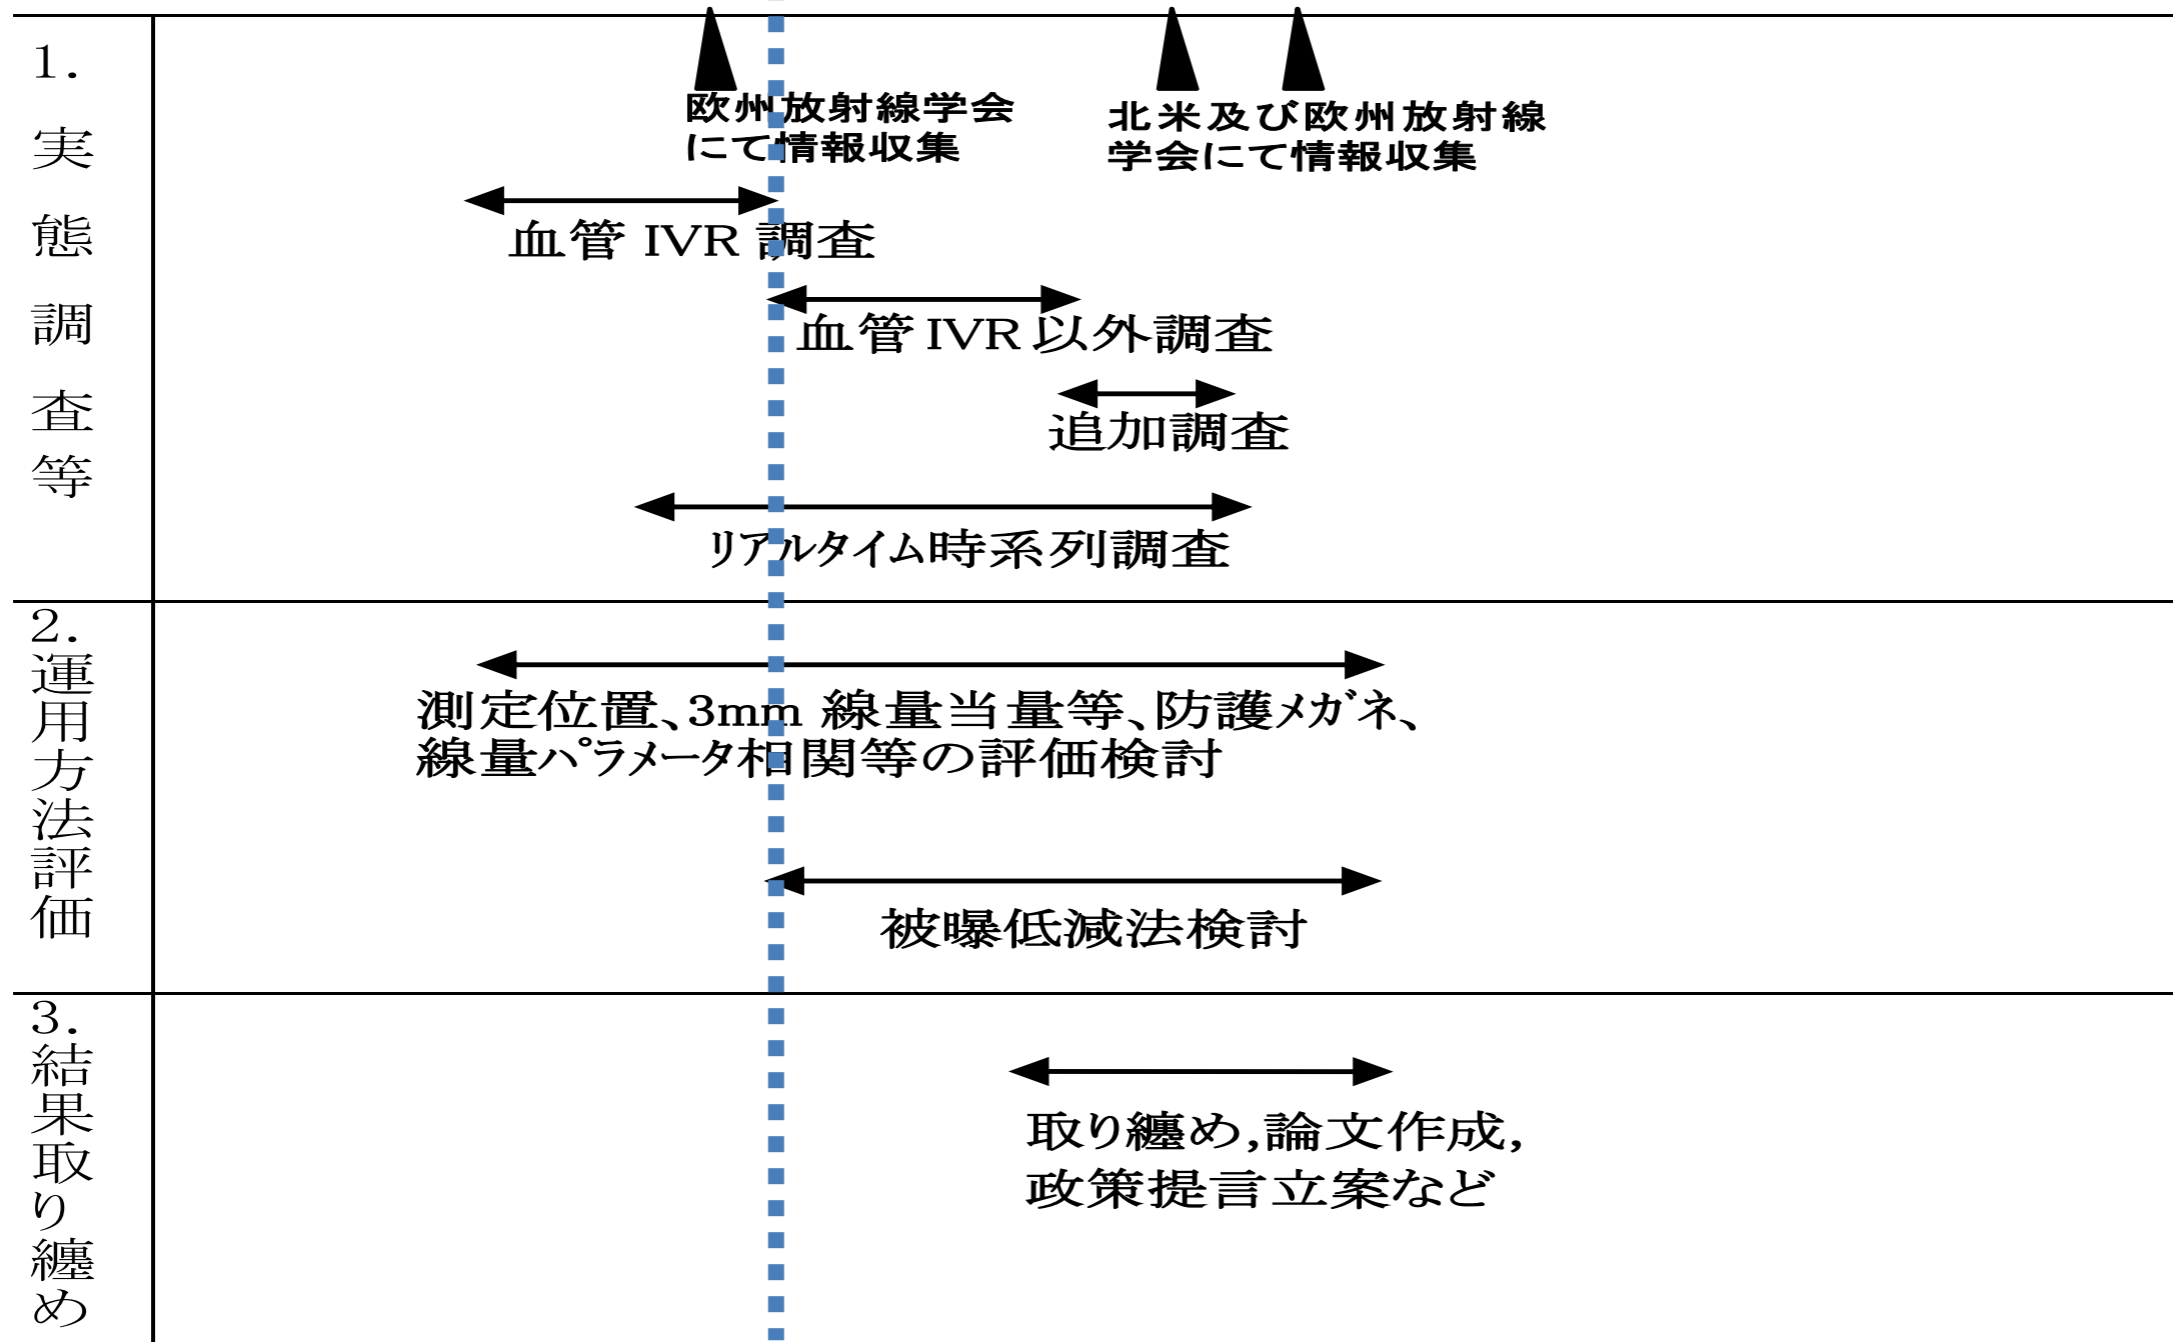 1.実態調査等
欧州放射線学会
にて情報収集
北米及び欧州放射線
学会にて情報収集
血管 IVR 調査
血管 IVR 以外調査
追加調査
リアルタイム時系列調査
2.運用方法評価
測定位置、3mm 線量当量等、防護メガネ、
線量パラメータ相関等の評価検討
被曝低減法検討
3.結果取り纏め
取り纏め,論文作成,
政策提言立案など